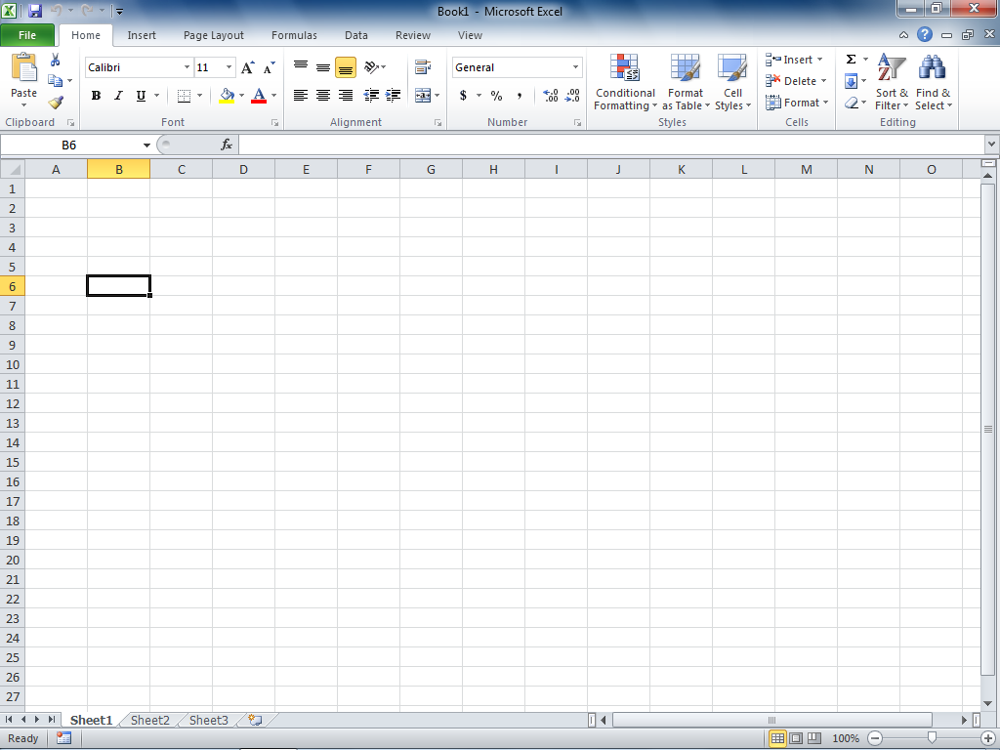 Book1 - Microsoft Excel
File Home Insert Page Layout Formulas Data Review View
Calibri 11 General Insert
Paste Conditional Format Cell Delete Sort & Find &
B I U $ % , .00 .0 Formatting as Table Styles Format Filter Select
Clipboard Font Alignment Number Styles Cells Editing
B6 fx
A B C D E F G H I J K L M N O
1
2
3
4
5
6
7
8
9
10
11
12
13
14
15
16
17
18
19
20
21
22
23
24
25
26
27
Sheet1 Sheet2 Sheet3
Ready 100%